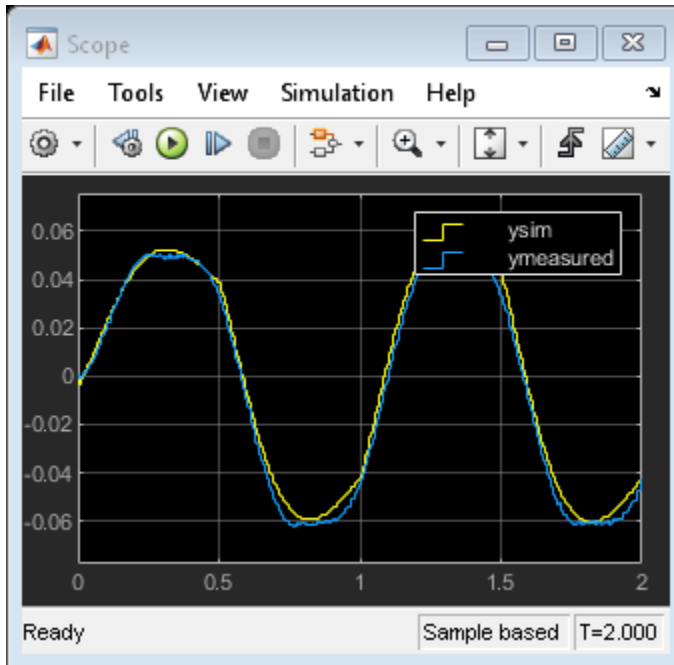 Scope
File Tools View Simulation Help
ysim
ymeasured
0.06
0.04
0.02
0
-0.02
-0.04
-0.06
0 0.5 1 1.5 2
Ready Sample based T=2.000